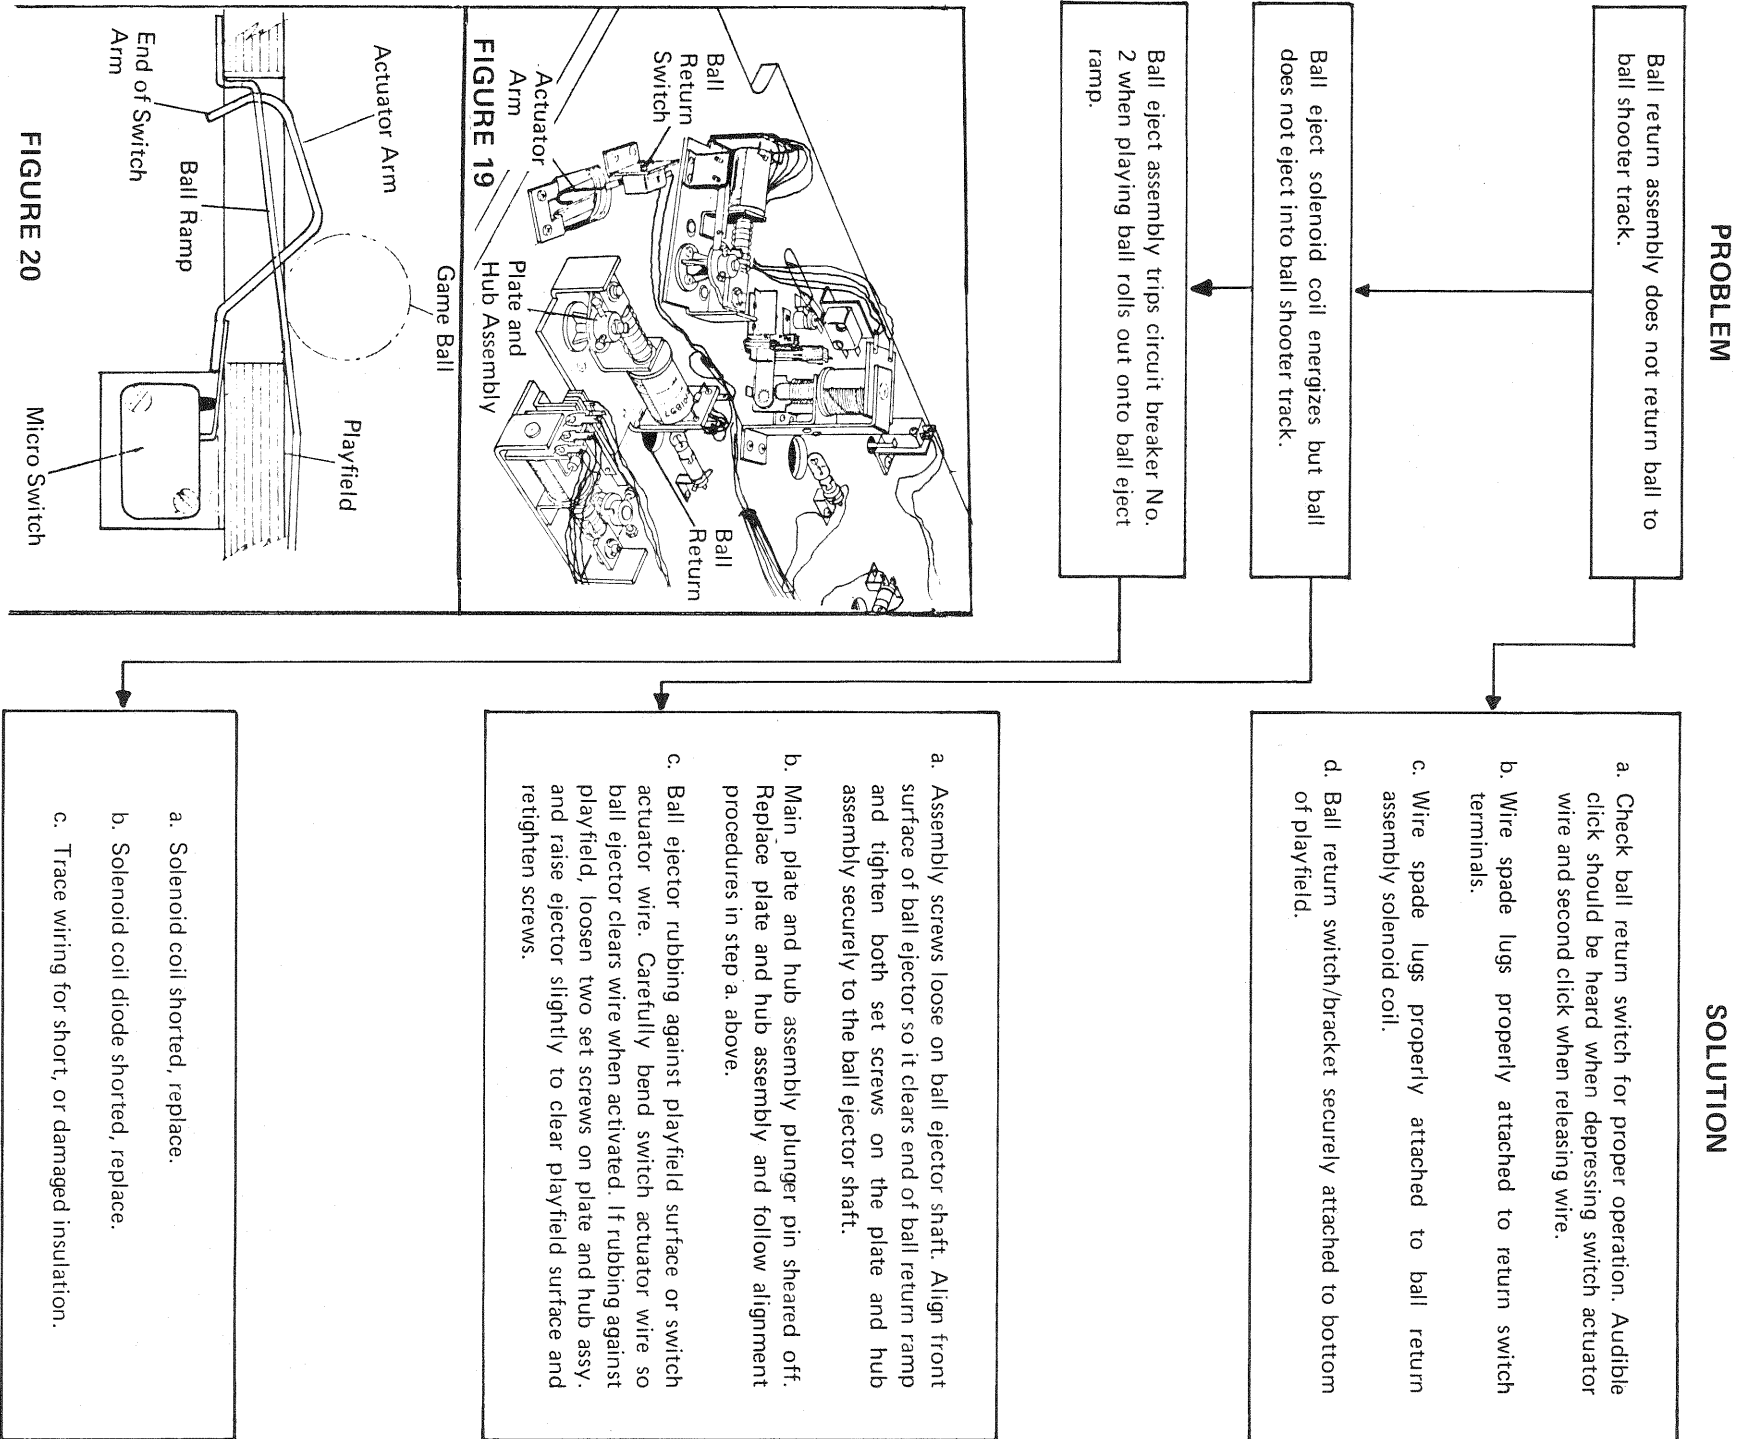 PROBLEM
SOLUTION
Ball return assembly does not return ball to
ball shooter track.
a. Check ball return switch for proper operation. Audible
click should be heard when depressing switch actuator
wire and second click when releasing wire.
b. Wire spade lugs properly attached to return switch
terminals.
c. Wire spade lugs properly attached to ball return
assembly solenoid coil.
d. Ball return switch/bracket securely attached to bottom
of playfield.
Ball eject solenoid coil energizes but ball
does not eject into ball shooter track.
a. Assembly screws loose on ball ejector shaft. Align front
surface of ball ejector so it clears end of ball return ramp
and tighten both set screws on the plate and hub
assembly securely to the ball ejector shaft.
b. Main plate and hub assembly plunger pin sheared off.
Replace plate and hub assembly and follow alignment
procedures in step a. above.
c. Ball ejector rubbing against playfield surface or switch
actuator wire. Carefully bend switch actuator wire so
ball ejector clears wire when activated. If rubbing against
playfield, loosen two set screws on plate and hub assy.
and raise ejector slightly to clear playfield surface and
retighten screws.
Ball eject assembly trips circuit breaker No.
2 when playing ball rolls out onto ball eject
ramp.
a. Solenoid coil shorted, replace.
b. Solenoid coil diode shorted, replace.
c. Trace wiring for short, or damaged insulation.
Ball
Return
Switch
Ball
Return
Actuator
Arm
Plate and
Hub Assembly
FIGURE 19
Game Ball
Actuator Arm
Playfield
Ball Ramp
End of Switch
Arm
Micro Switch
FIGURE 20